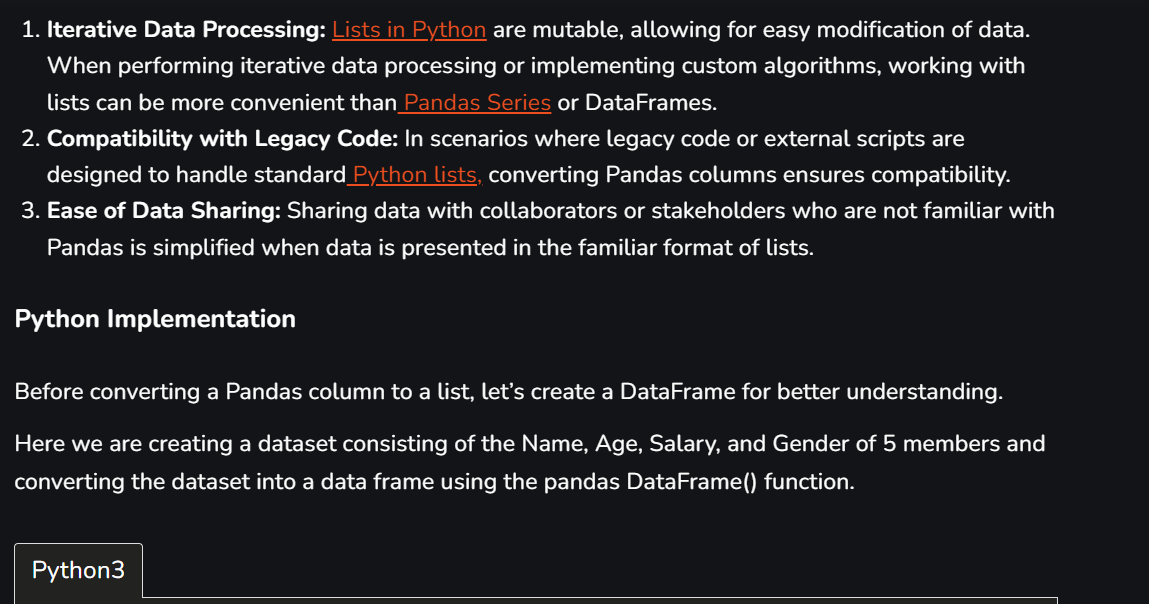 1. Iterative Data Processing: Lists in Python are mutable, allowing for easy modification of data.
When performing iterative data processing or implementing custom algorithms, working with
lists can be more convenient than Pandas Series or DataFrames.
2. Compatibility with Legacy Code: In scenarios where legacy code or external scripts are
designed to handle standard Python lists, converting Pandas columns ensures compatibility.
3. Ease of Data Sharing: Sharing data with collaborators or stakeholders who are not familiar with
Pandas is simplified when data is presented in the familiar format of lists.
Python Implementation
Before converting a Pandas column to a list, let’s create a DataFrame for better understanding.
Here we are creating a dataset consisting of the Name, Age, Salary, and Gender of 5 members and
converting the dataset into a data frame using the pandas DataFrame() function.
Python3